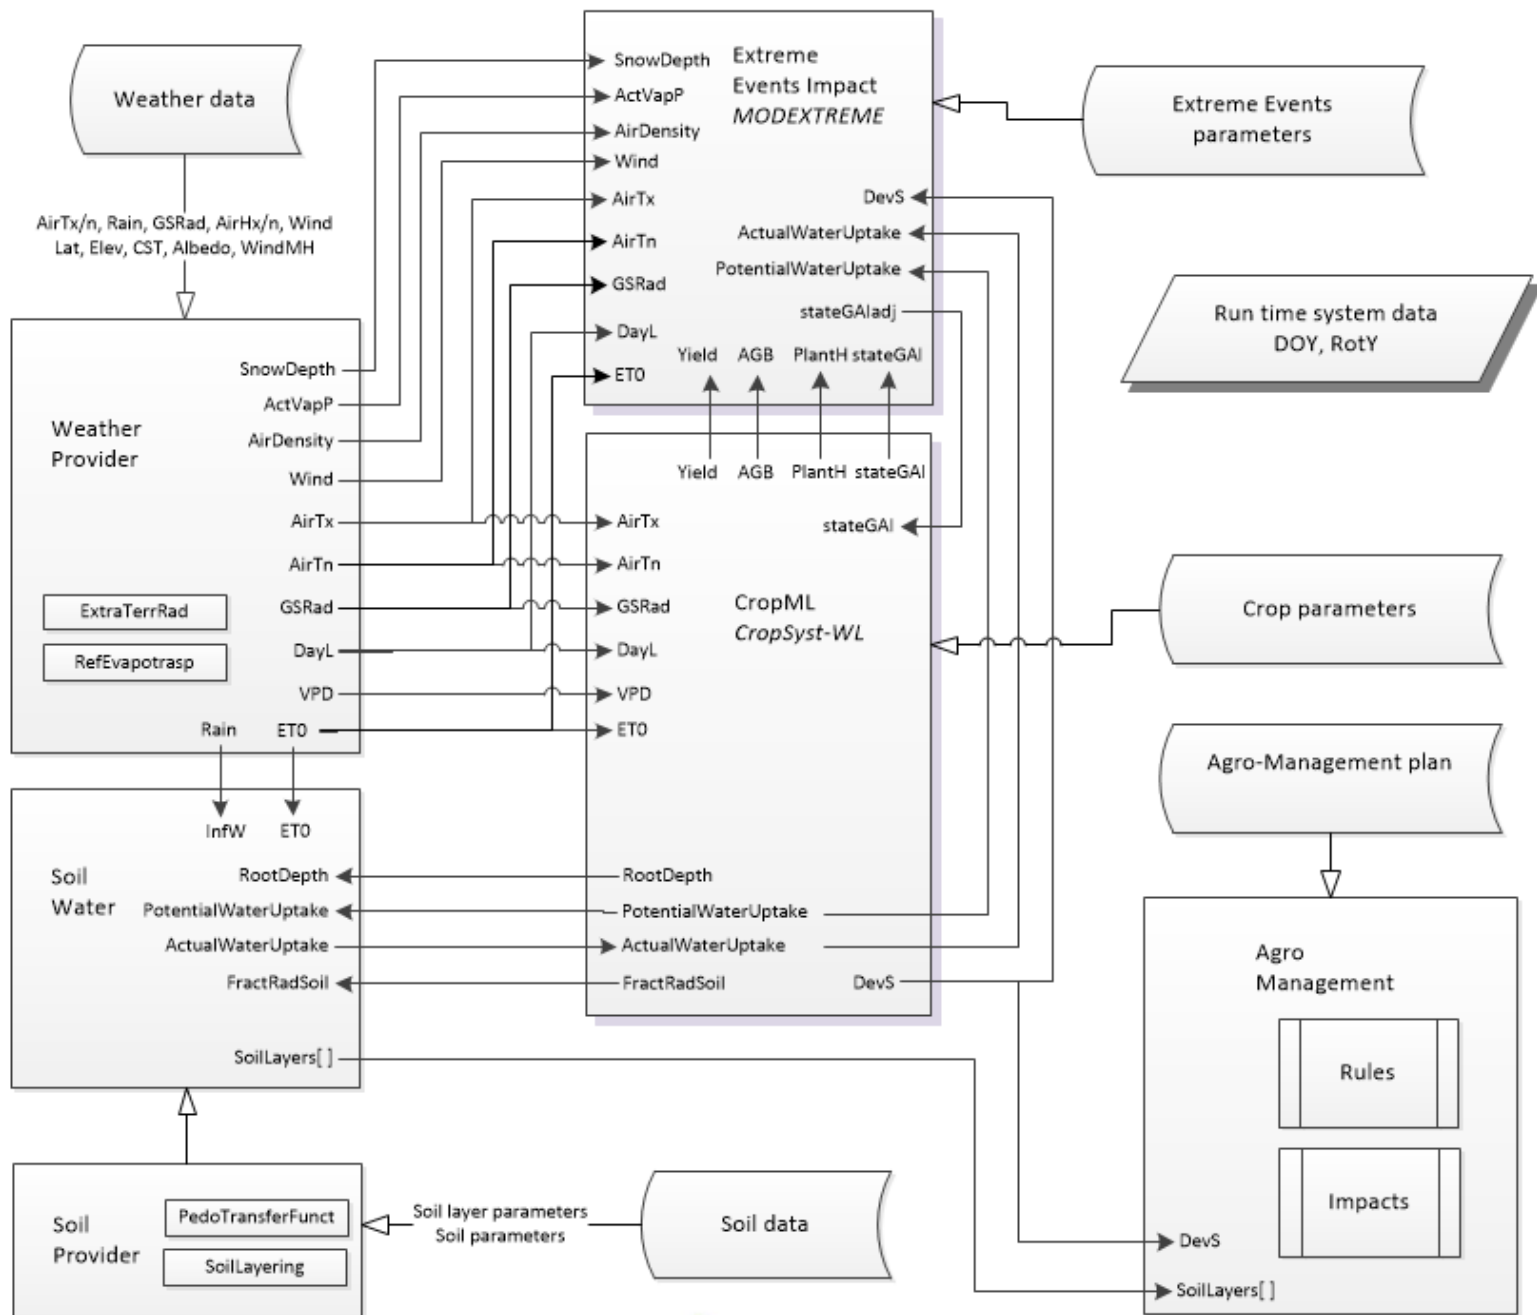 Weather data
AirTx/n, Rain, GSRad, AirHx/n, Wind
Lat, Elev, CST, Albedo, WindMH
SnowDepth
ActVapP
AirDensity
Wind
AirTx
AirTn
GSRad
DayL
ET0
Extreme
Events Impact
MODEXTREME
DevS
ActualWaterUptake
PotentialWaterUptake
stateGAIadj
Yield AGB PlantH stateGAI
Extreme Events
parameters
Run time system data
DOY, RotY
Weather
Provider
SnowDepth
ActVapP
AirDensity
Wind
AirTx
AirTn
GSRad
DayL
VPD
Rain ET0
ExtraTerrRad
RefEvapotrasp
Yield AGB PlantH stateGAI
AirTx
AirTn
GSRad
DayL
VPD
ET0
stateGAI
CropML
CropSyst-WL
RootDepth
PotentialWaterUptake
ActualWaterUptake
FractRadSoil
DevS
Crop parameters
Agro-Management plan
InfW ET0
Soil
Water
RootDepth
PotentialWaterUptake
ActualWaterUptake
FractRadSoil
SoilLayers[ ]
Agro
Management
Rules
Impacts
DevS
SoilLayers[ ]
Soil
Provider
PedoTransferFunct
SoilLayering
Soil layer parameters
Soil parameters
Soil data